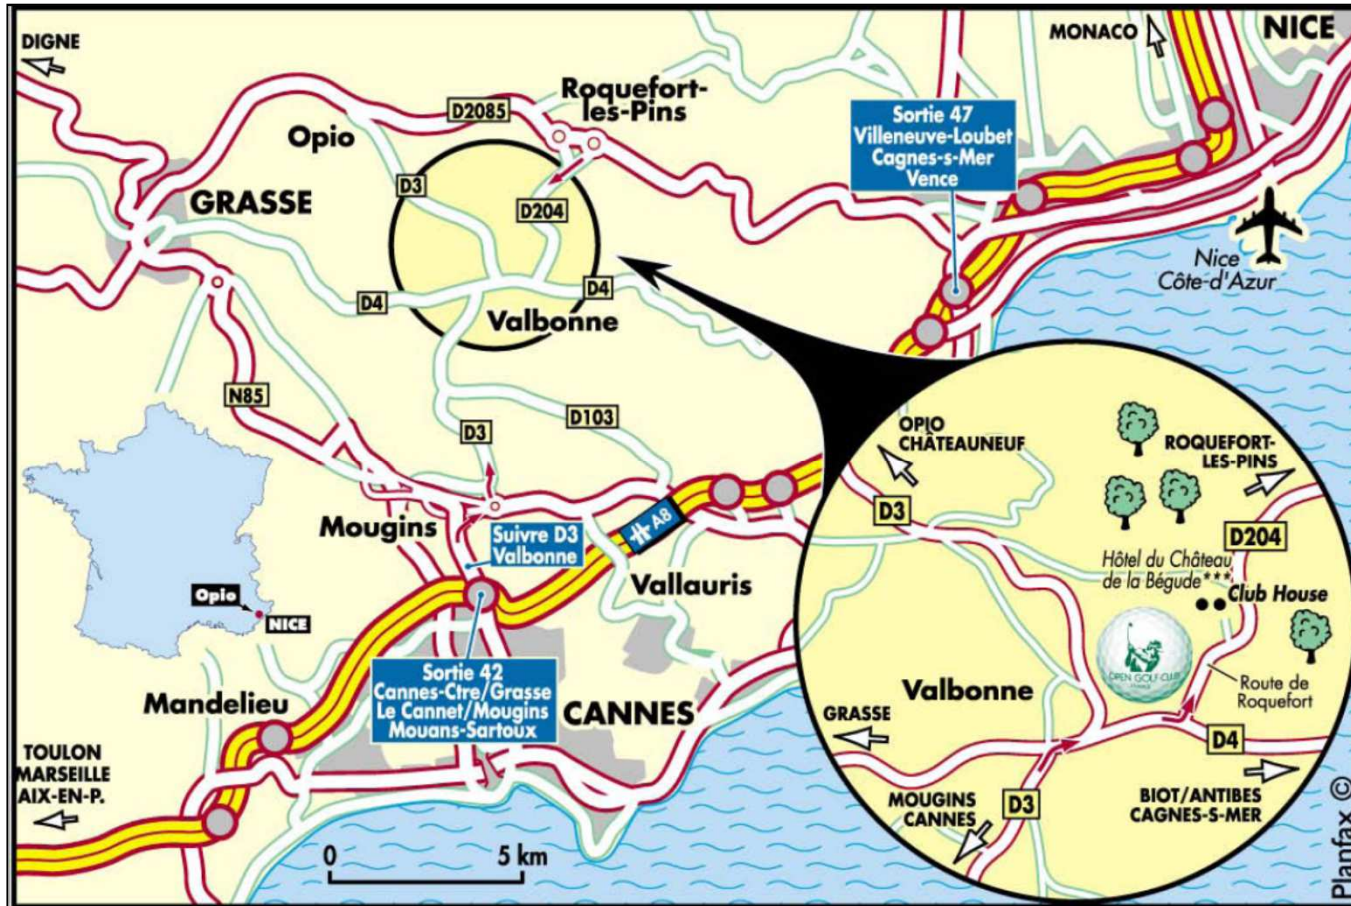 DIGNE
MONACO
NICE
Roquefort-
les-Pins
D2085
Opio
Sortie 47
Villeneuve-Loubet
Cagnes-s-Mer
Vence
D3
D204
GRASSE
Nice
Côte-d'Azur
D4
D4
Valbonne
N85
D103
D3
Mougins
Suivre D3
Valbonne
A8
Vallauris
Opio
NICE
Sortie 42
Cannes-Ctre/Grasse
Le Cannet/Mougins
Mouans-Sartoux
Mandelieu
CANNES
TOULON
MARSEILLE
AIX-EN-P.
0 5 km
OPIO
CHÂTEAUNEUF
ROQUEFORT-
LES-PINS
D3
D204
Hôtel du Château
de la Bégude***
Club House
OPEN GOLF-CLUB
Valbonne
Route de
Roquefort
GRASSE
D4
MOUGINS
CANNES
D3
BIOT/ANTIBES
CAGNES-S-MER
Planfax ©